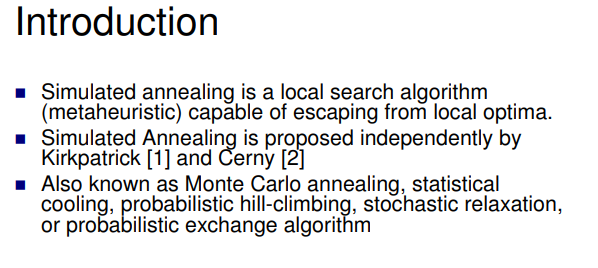 Introduction
Simulated annealing is a local search algorithm
(metaheuristic) capable of escaping from local optima.
Simulated Annealing is proposed independently by
Kirkpatrick [1] and Cerny [2]
Also known as Monte Carlo annealing, statistical
cooling, probabilistic hill-climbing, stochastic relaxation,
or probabilistic exchange algorithm